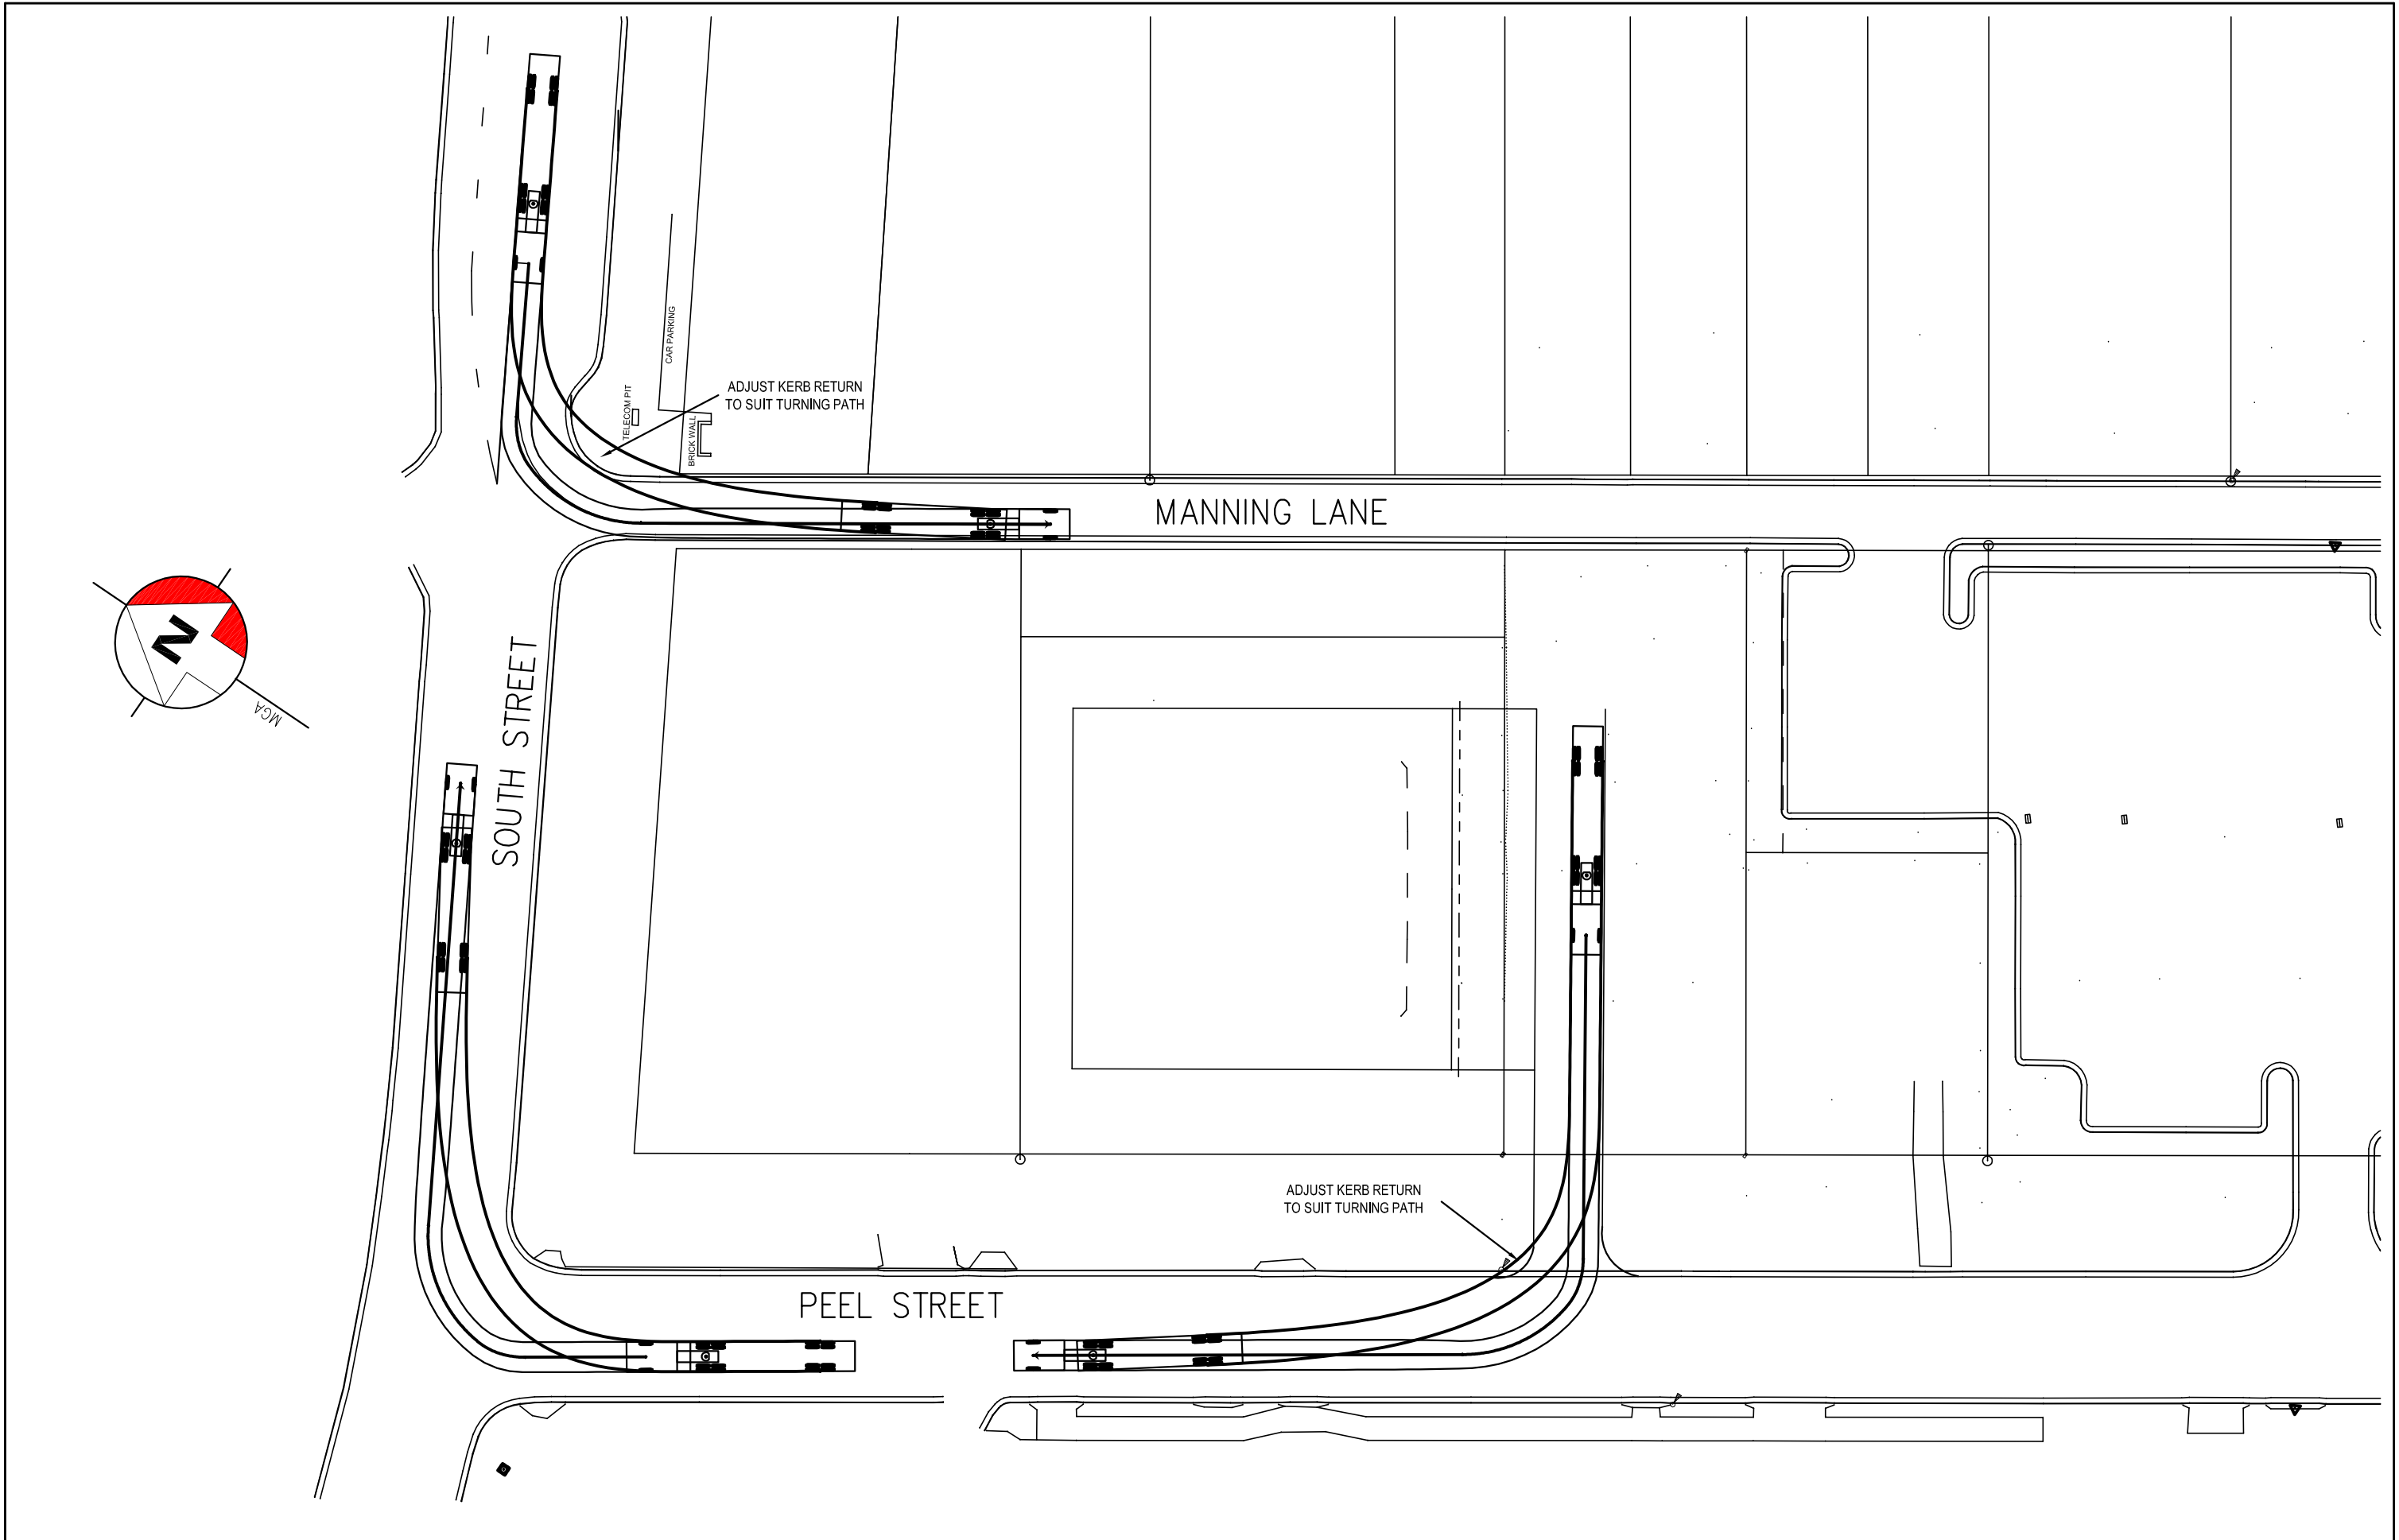 CAR PARKING
ADJUST KERB RETURN
TO SUIT TURNING PATH
TELECOM PIT
BRICK WALL
MANNING LANE
N
MGA
SOUTH STREET
ADJUST KERB RETURN
TO SUIT TURNING PATH
PEEL STREET